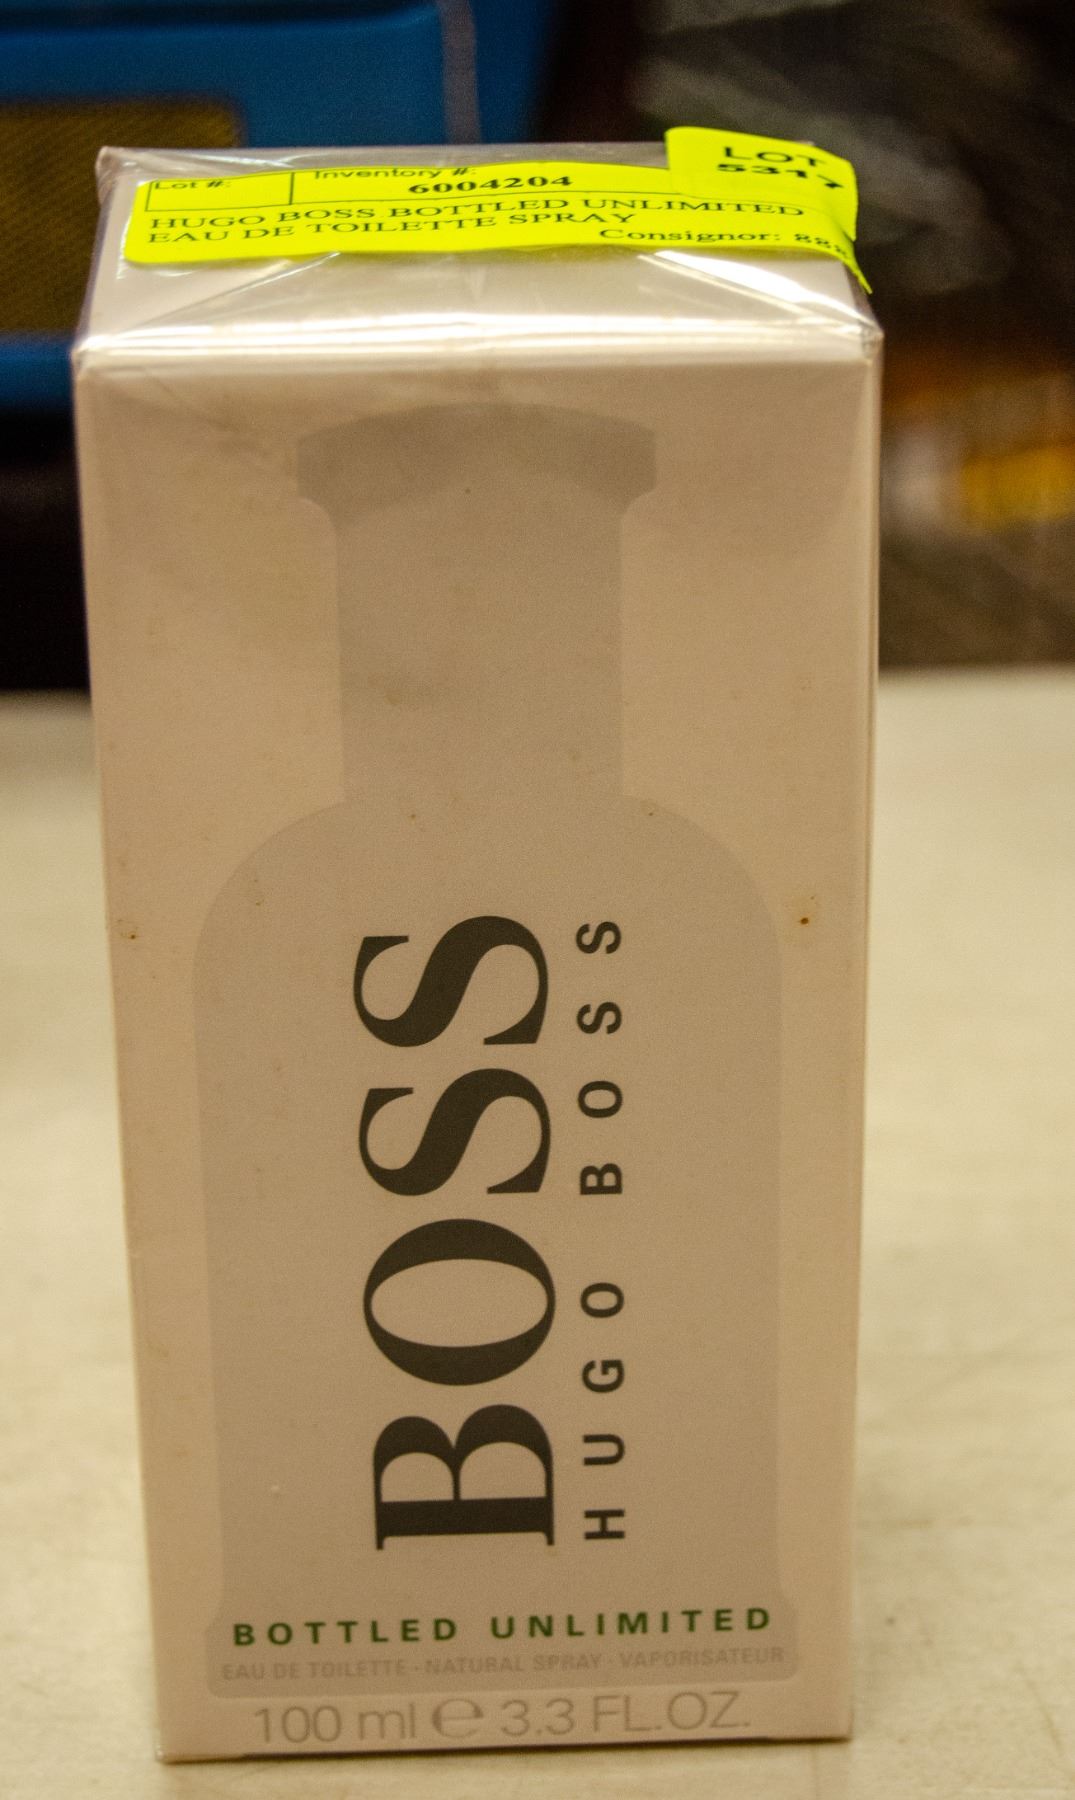 LOT
5317
Lot #:
Inventory #:
6004204
HUGO BOSS BOTTLED UNLIMITED
EAU DE TOILETTE SPRAY
Consignor:
BOSS
HUGO BOSS
BOTTLED UNLIMITED
EAU DE TOILETTE · NATURAL SPRAY · VAPORISATEUR
100 ml ℮ 3.3 FL.OZ.